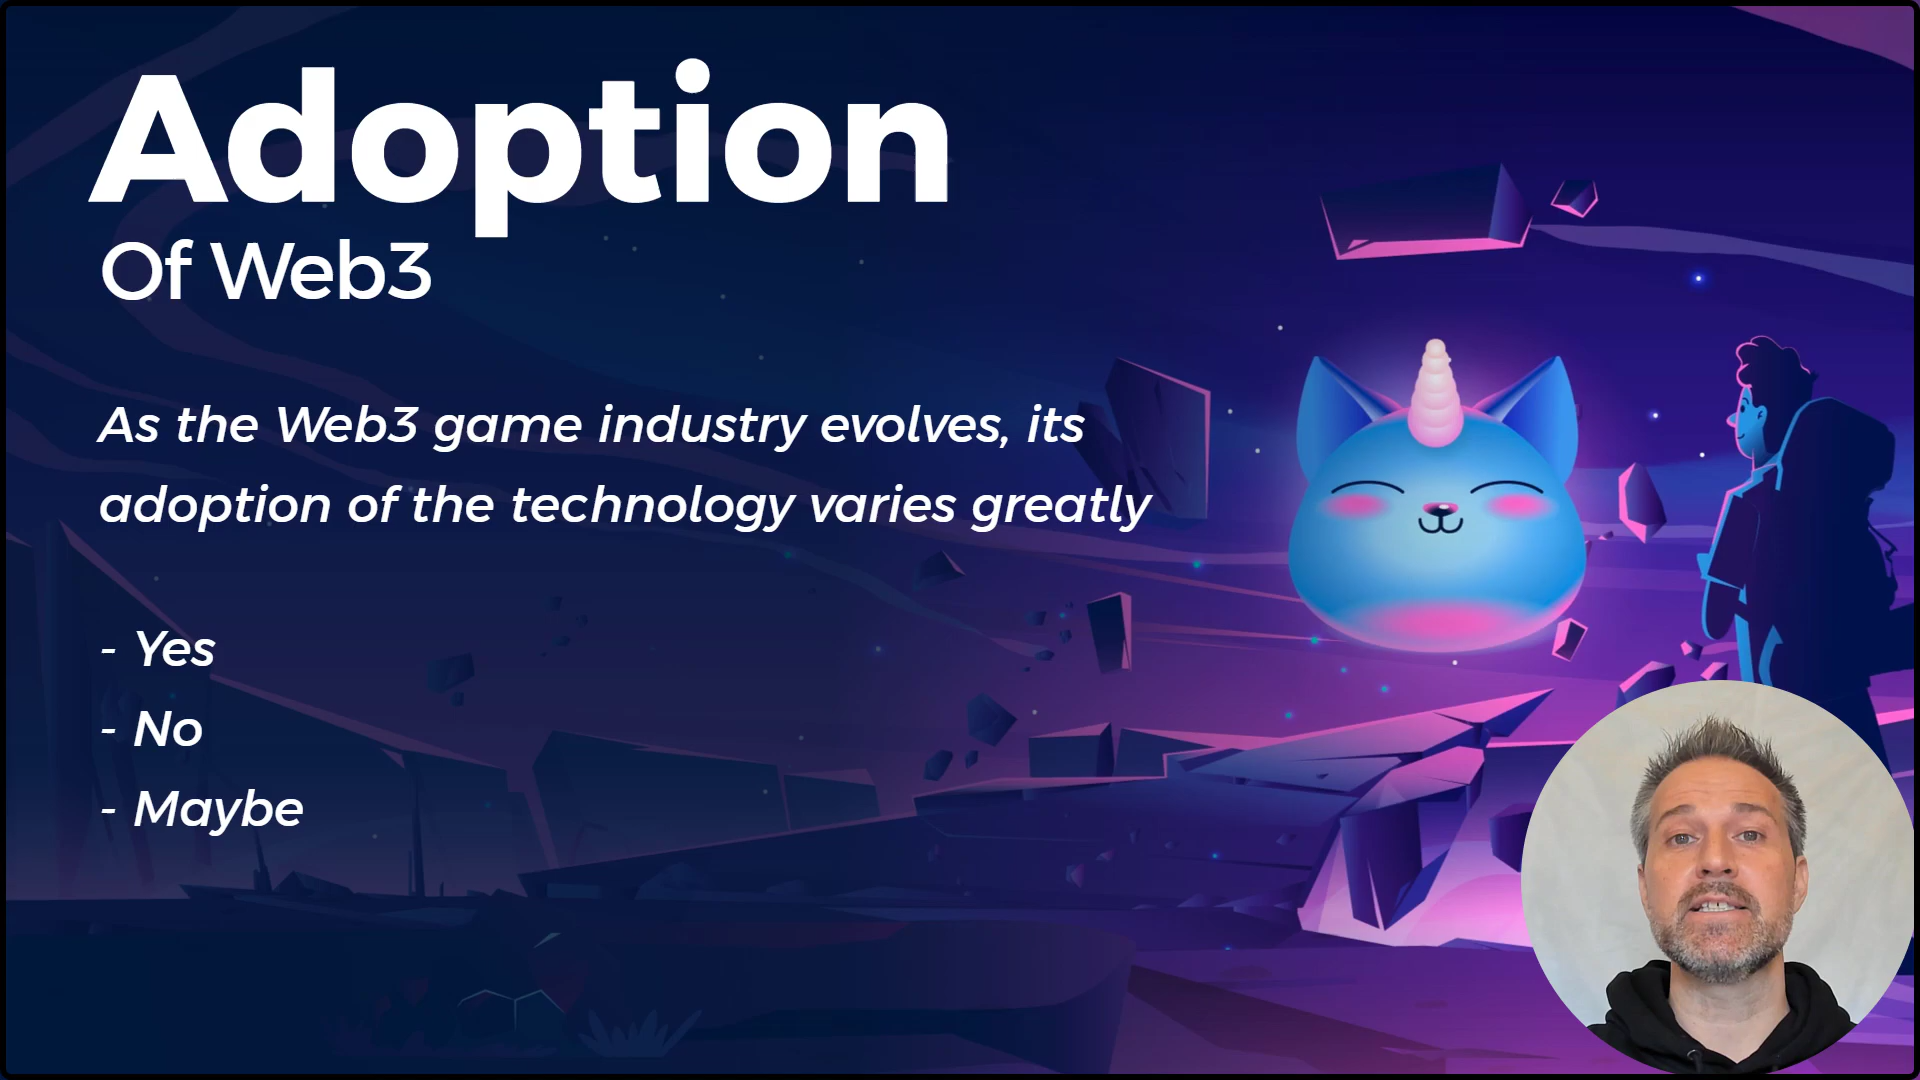 Adoption
Of Web3
As the Web3 game industry evolves, its
adoption of the technology varies greatly
- Yes
- No
- Maybe